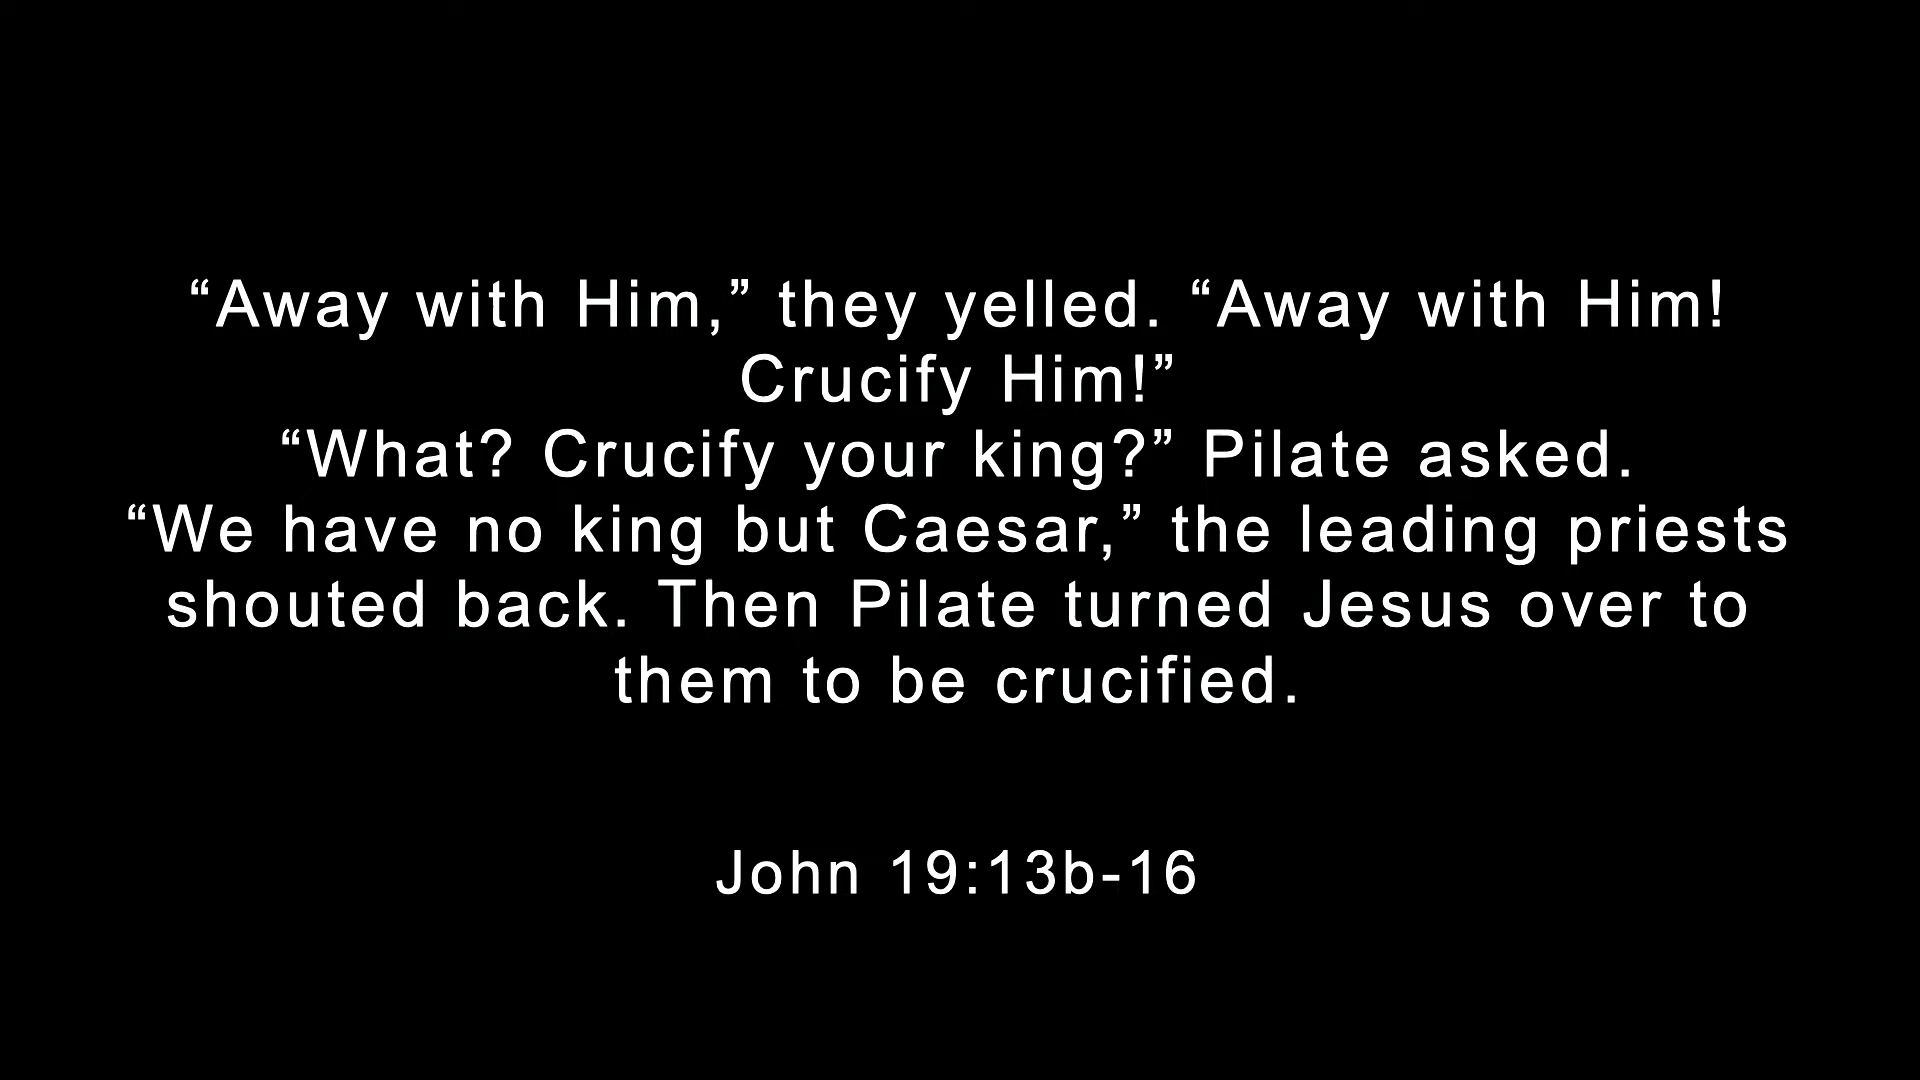 “Away with Him,” they yelled. “Away with Him!
Crucify Him!”
“What? Crucify your king?” Pilate asked.
“We have no king but Caesar,” the leading priests
shouted back. Then Pilate turned Jesus over to
them to be crucified.
John 19:13b-16